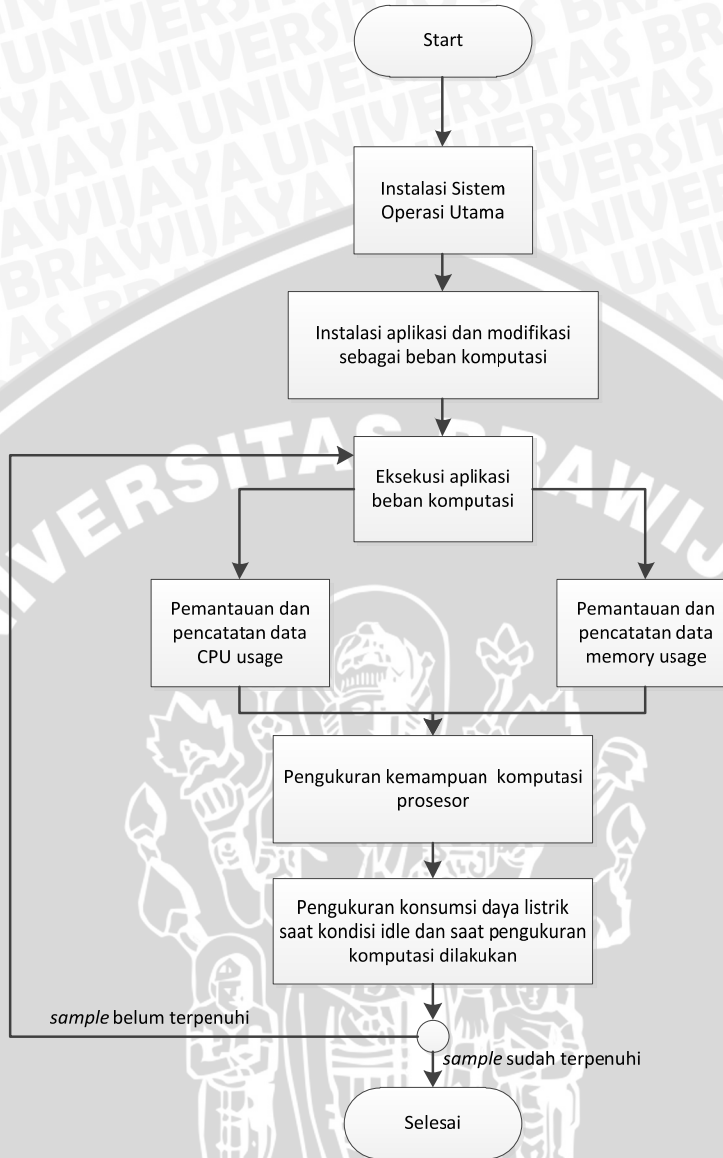 Start
Instalasi Sistem
Operasi Utama
Instalasi aplikasi dan modifikasi
sebagai beban komputasi
Eksekusi aplikasi
beban komputasi
Pemantauan dan
pencatatan data
CPU usage
Pemantauan dan
pencatatan data
memory usage
Pengukuran kemampuan komputasi
prosesor
Pengukuran konsumsi daya listrik
saat kondisi idle dan saat pengukuran
komputasi dilakukan
sample belum terpenuhi
sample sudah terpenuhi
Selesai
UNIVERSITAS BRAWIJAYA